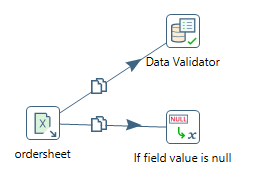 Data Validator
NULL
x
ordersheet
If field value is null